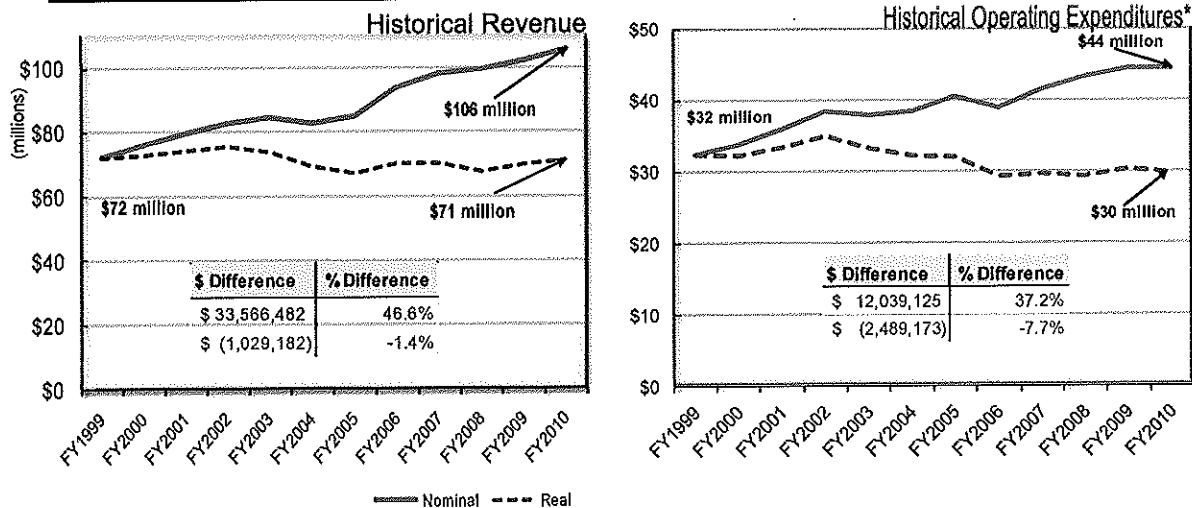 Historical Revenue
(millions)
$100
$80
$60
$40
$20
$0
$106 million
$72 million
$71 million
$ Difference % Difference
$ 33,566,482 46.6%
$ (1,029,182) -1.4%
FY1999 FY2000 FY2001 FY2002 FY2003 FY2004 FY2005 FY2006 FY2007 FY2008 FY2009 FY2010
Nominal Real
Historical Operating Expenditures*
$50
$40
$30
$20
$10
$0
$44 million
$32 million
$30 million
$ Difference % Difference
$ 12,039,125 37.2%
$ (2,489,173) -7.7%
FY1999 FY2000 FY2001 FY2002 FY2003 FY2004 FY2005 FY2006 FY2007 FY2008 FY2009 FY2010